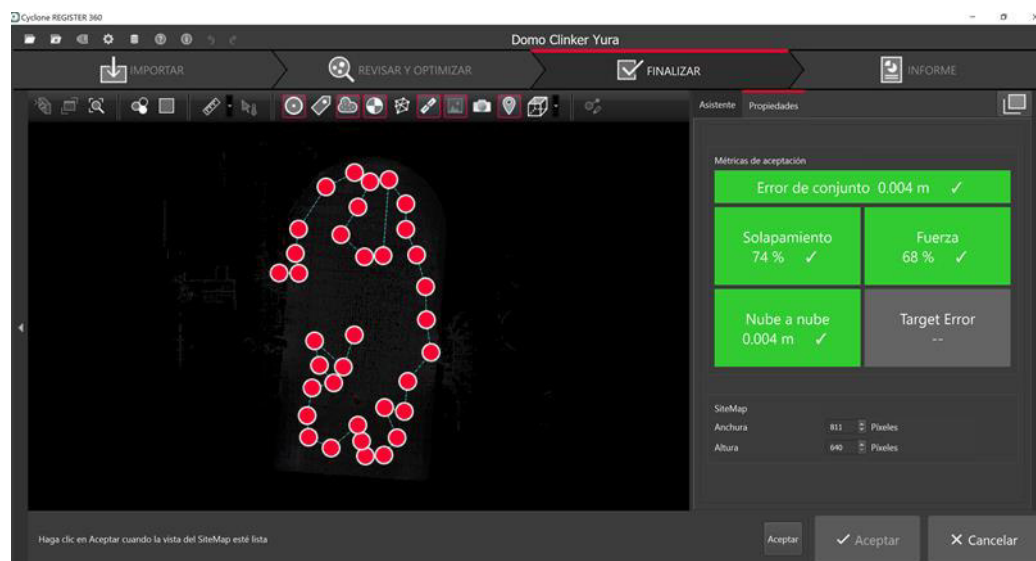 Cyclone REGISTER 360
Domo Clinker Yura
IMPORTAR
REVISAR Y OPTIMIZAR
FINALIZAR
INFORME
Asistente Propiedades
Métricas de aceptación
Error de conjunto 0.004 m ✓
Solapamiento
74 % ✓
Fuerza
68 % ✓
Nube a nube
0.004 m ✓
Target Error
--
SiteMap
Anchura 811 Píxeles
Altura 640 Píxeles
Haga clic en Aceptar cuando la vista del SiteMap esté lista
Aceptar
Aceptar
Cancelar